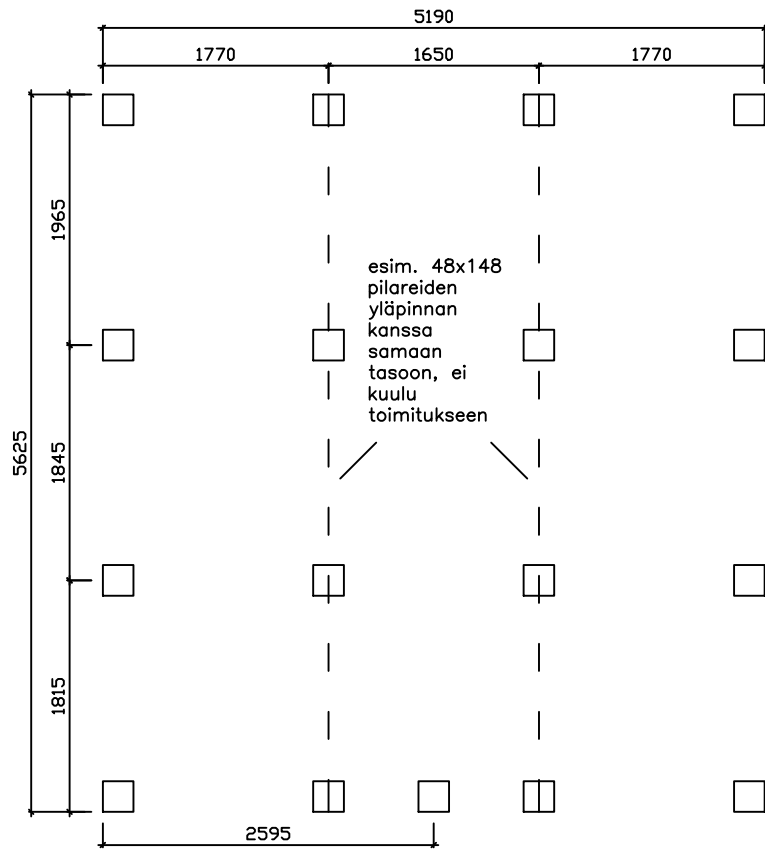 5190
1770
1650
1770
1965
esim. 48x148
pilareiden
yläpinnan
kanssa
samaan
tasoon, ei
kuulu
toimitukseen
5625
1845
1815
2595